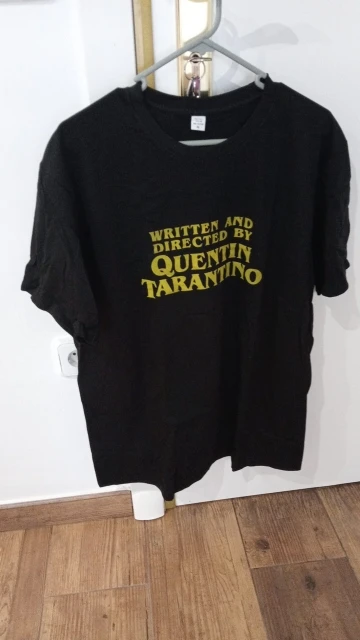 WRITTEN AND
DIRECTED BY
QUENTIN
TARANTINO